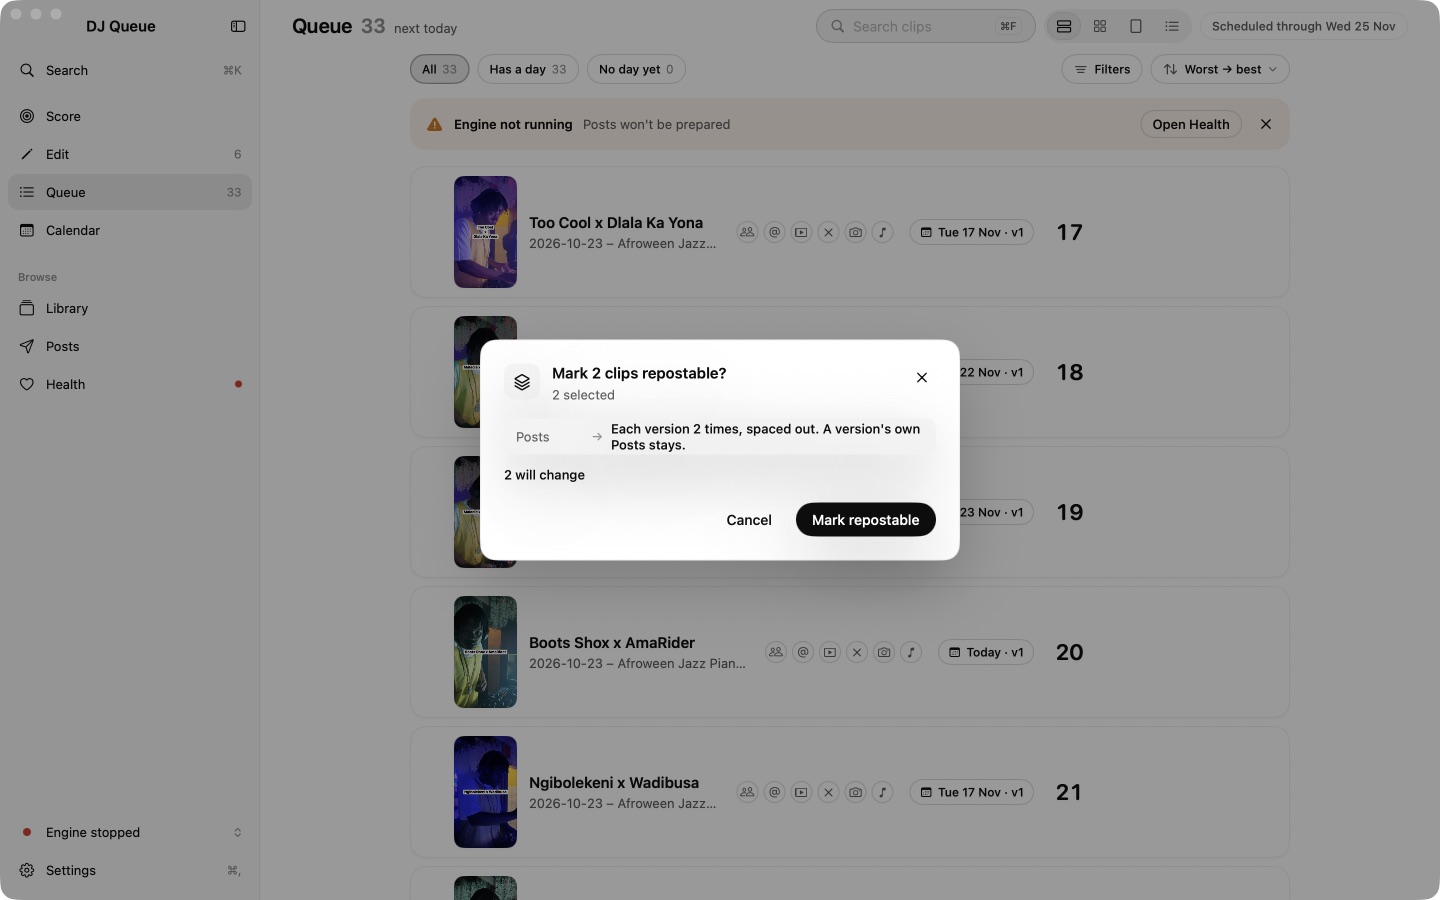 DJ Queue
Search ⌘K
Score
Edit 6
Queue 33
Calendar
Browse
Library
Posts
Health
Engine stopped
Settings ⌘,
Queue 33 next today
Search clips ⌘F
Scheduled through Wed 25 Nov
All 33
Has a day 33
No day yet 0
Filters
Worst → best
Engine not running Posts won't be prepared
Open Health
Too Cool x Dlala Ka Yona
2026-10-23 – Afroween Jazz...
Tue 17 Nov · v1
17
22 Nov · v1
18
Mark 2 clips repostable?
2 selected
Posts → Each version 2 times, spaced out. A version's own
Posts stays.
2 will change
Cancel
Mark repostable
23 Nov · v1
19
Boots Shox x AmaRider
2026-10-23 – Afroween Jazz Pian...
Today · v1
20
Ngibolekeni x Wadibusa
2026-10-23 – Afroween Jazz...
Tue 17 Nov · v1
21